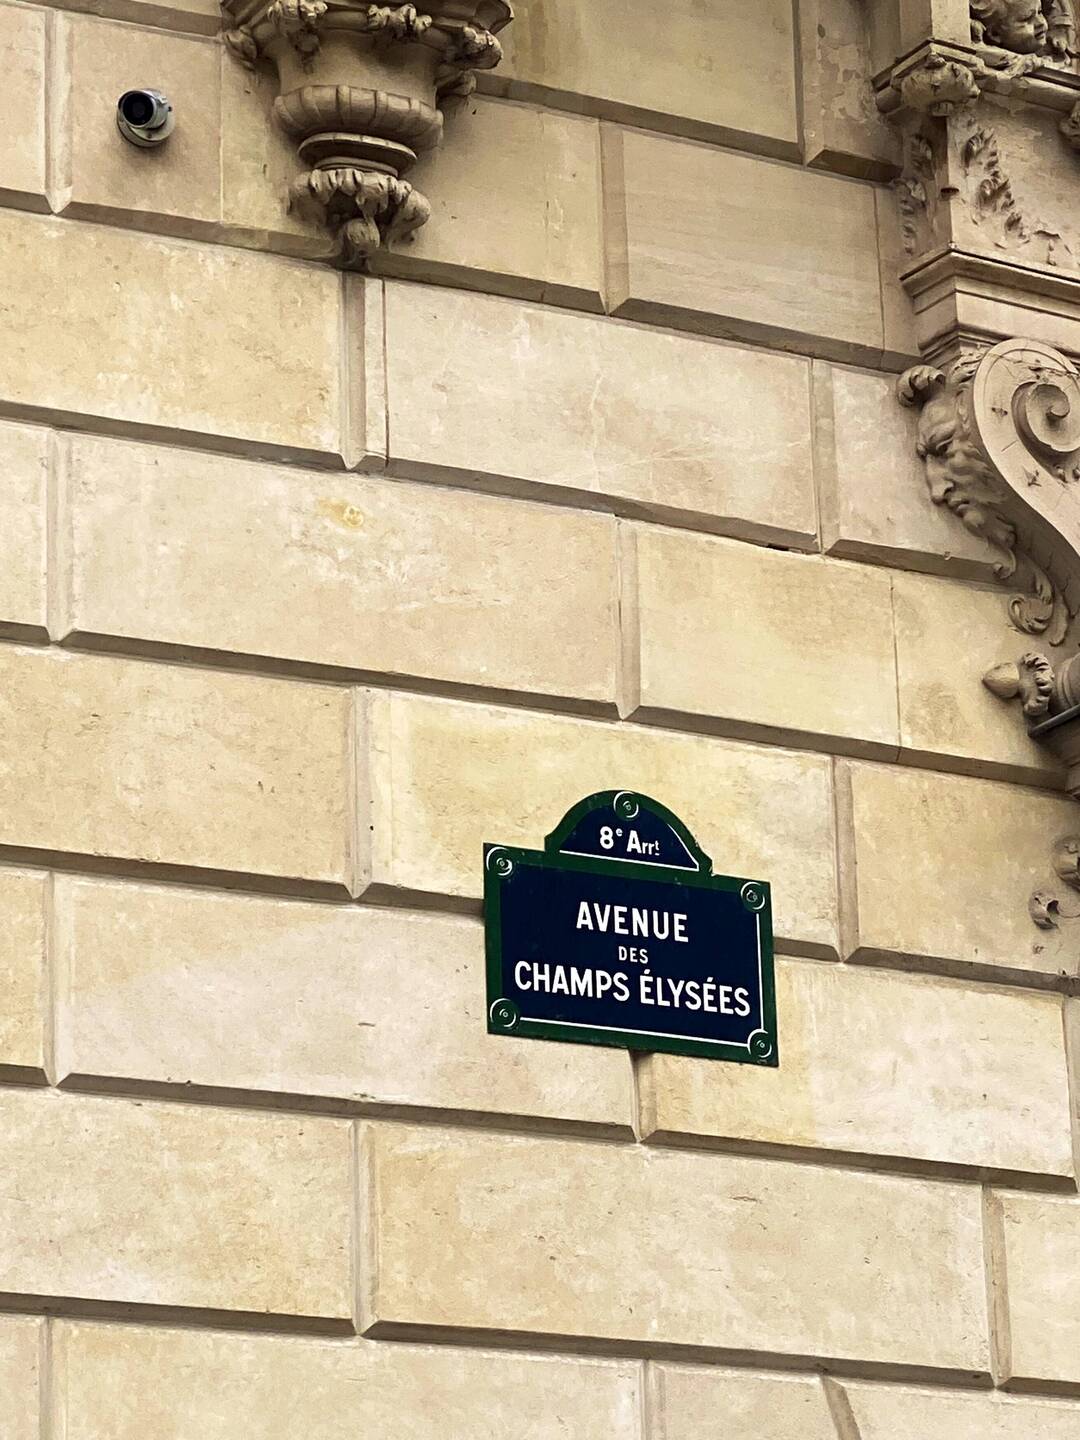 8e Arrt
AVENUE
DES
CHAMPS ÉLYSÉES